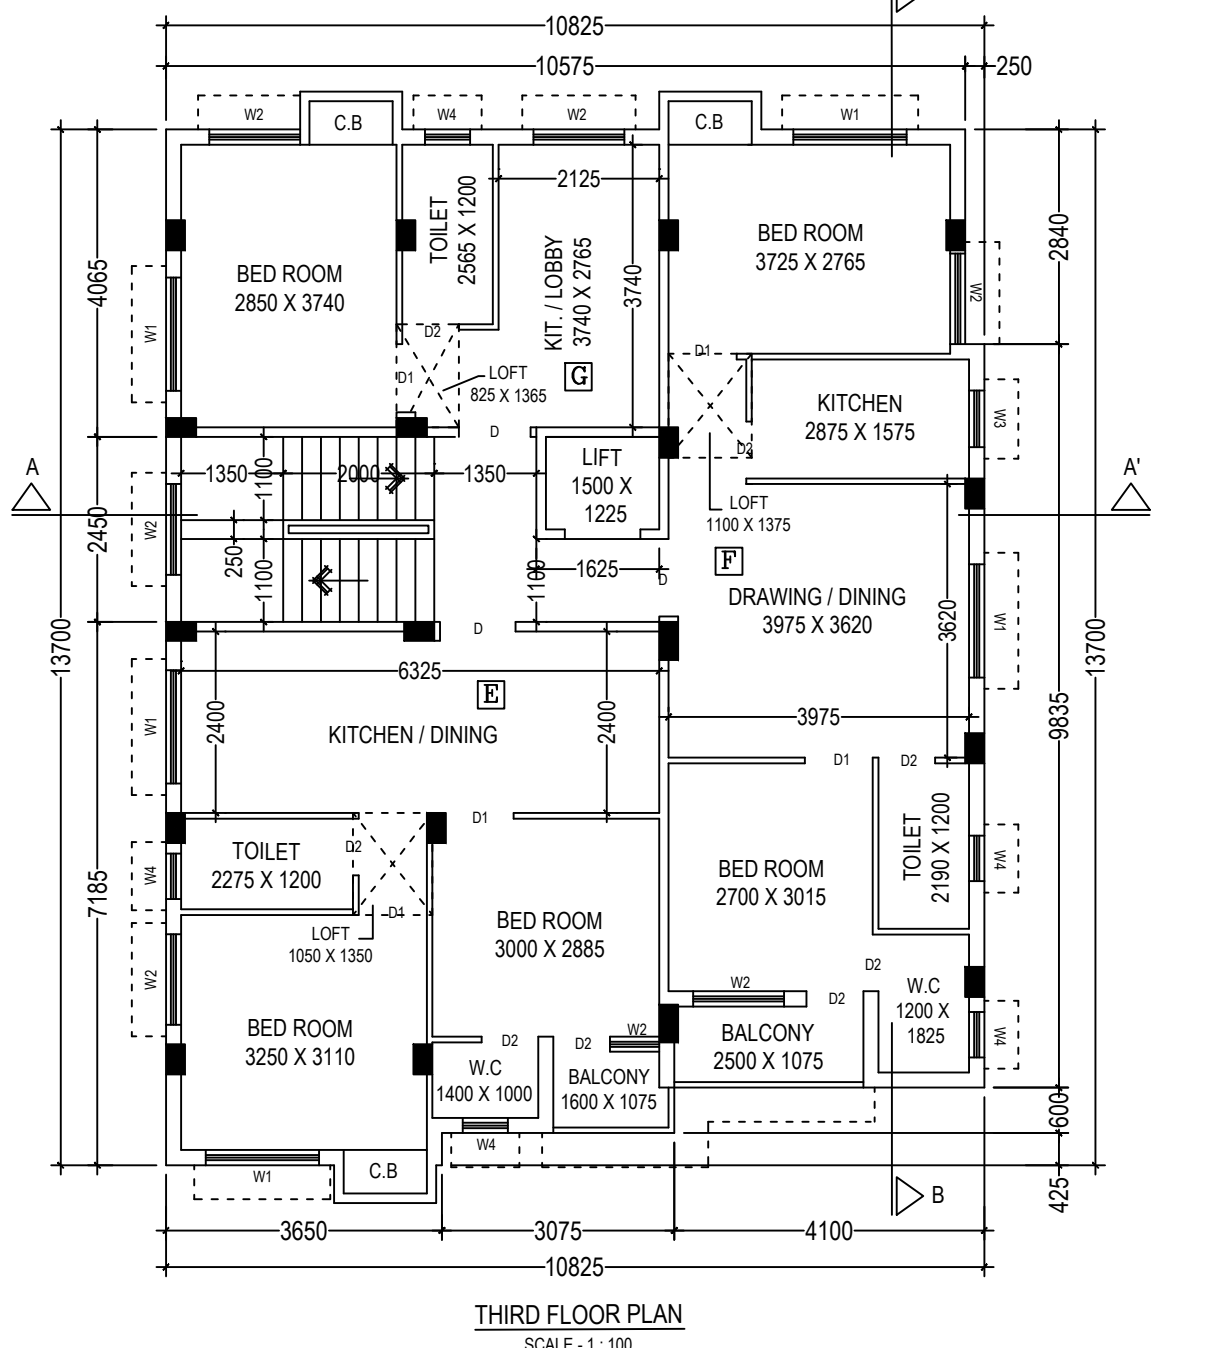 10825
10575
250
W2
C.B
W4
W2
C.B
W1
2125
TOILET
2565 X 1200
BED ROOM
2850 X 3740
KIT. / LOBBY
3740 X 2765
3740
BED ROOM
3725 X 2765
2840
4065
W1
W2
D2
D1
LOFT
825 X 1365
G
D1
KITCHEN
2875 X 1575
W3
D
D2
LIFT
1500 X
1225
A
1350
1100
2000
1350
A'
LOFT
1100 X 1375
W2
2450
250
1100
1100
1625
D
F
DRAWING / DINING
3975 X 3620
3620
W1
13700
13700
D
6325
E
2400
KITCHEN / DINING
2400
3975
9835
W1
D1
D2
D1
TOILET
2275 X 1200
D2
W4
7185
BED ROOM
2700 X 3015
TOILET
2190 X 1200
W4
D1
LOFT
1050 X 1350
BED ROOM
3000 X 2885
W2
D2
W2
D2
W.C
1200 X
1825
W4
BED ROOM
3250 X 3110
D2
D2
W2
BALCONY
2500 X 1075
W.C
1400 X 1000
BALCONY
1600 X 1075
600
W4
W1
C.B
425
B
3650
3075
4100
10825
THIRD FLOOR PLAN
SCALE - 1 : 100